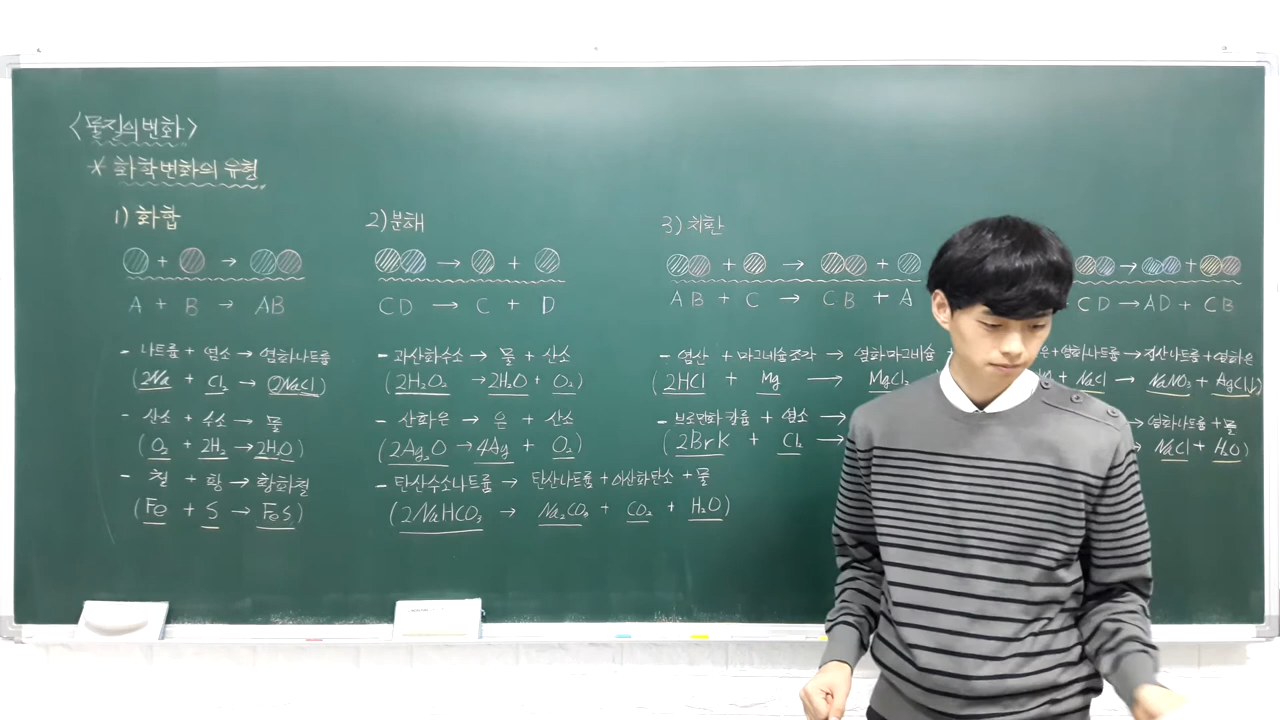 <물질의 변화>
* 화학변화의 유형
1) 화합
A + B → AB
- 나트륨 + 염소 → 염화나트륨
(2Na + Cl₂ → 2NaCl)
- 산소 + 수소 → 물
(O₂ + 2H₂ → 2H₂O)
- 철 + 황 → 황화철
(Fe + S → FeS)
2) 분해
CD → C + D
- 과산화수소 → 물 + 산소
(2H₂O₂ → 2H₂O + O₂)
- 산화은 → 은 + 산소
(2Ag₂O → 4Ag + O₂)
- 탄산수소나트륨 → 탄산나트륨 + 이산화탄소 + 물
(2NaHCO₃ → Na₂CO₃ + CO₂ + H₂O)
3) 치환
AB + C → CB + A
- 염산 + 마그네슘조각 → 염화마그네슘
(2HCl + Mg → MgCl₂
- 브로민화 칼륨 + 염소 →
(2BrK + Cl₂ →
CD → AD + CB
은 + 염화나트륨 → 질산나트륨 + 염화은
+ NaCl → NaNO₃ + AgCl↓)
→ 염화나트륨 + 물
→ NaCl + H₂O)